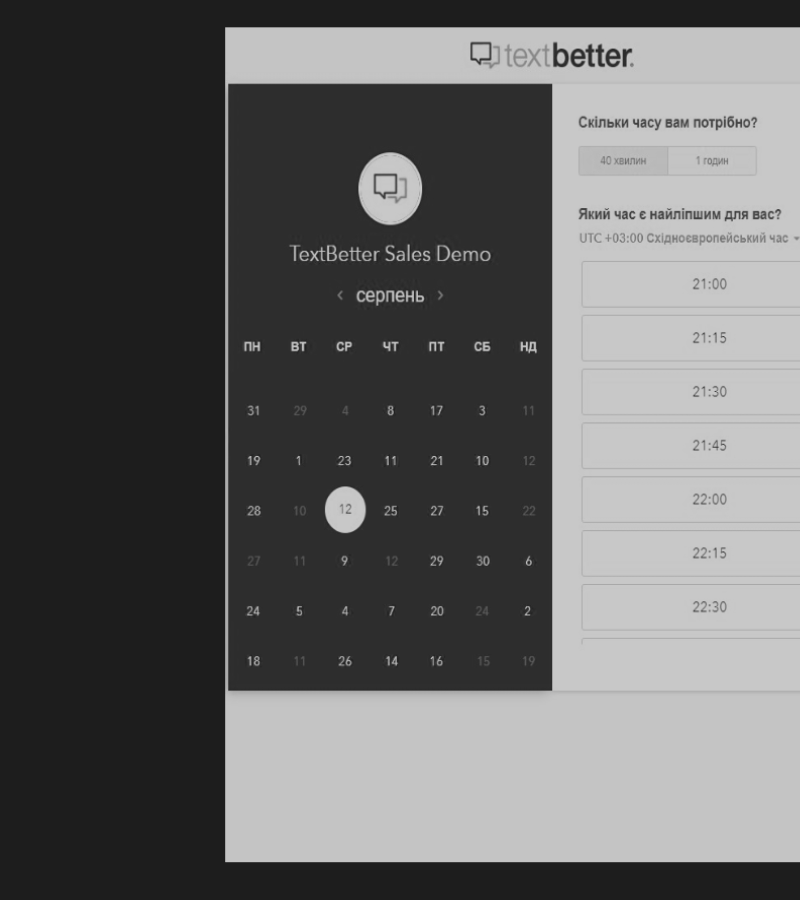 textbetter.
TextBetter Sales Demo
‹ серпень ›
ПН ВТ СР ЧТ ПТ СБ НД
31 29 4 8 17 3 11
19 1 23 11 21 10 12
28 10 12 25 27 15 22
27 11 9 12 29 30 6
24 5 4 7 20 24 2
18 11 26 14 16 15 19
Скільки часу вам потрібно?
40 хвилин 1 годин
Який час є найліпшим для вас?
UTC +03:00 Східноєвропейський час
21:00
21:15
21:30
21:45
22:00
22:15
22:30